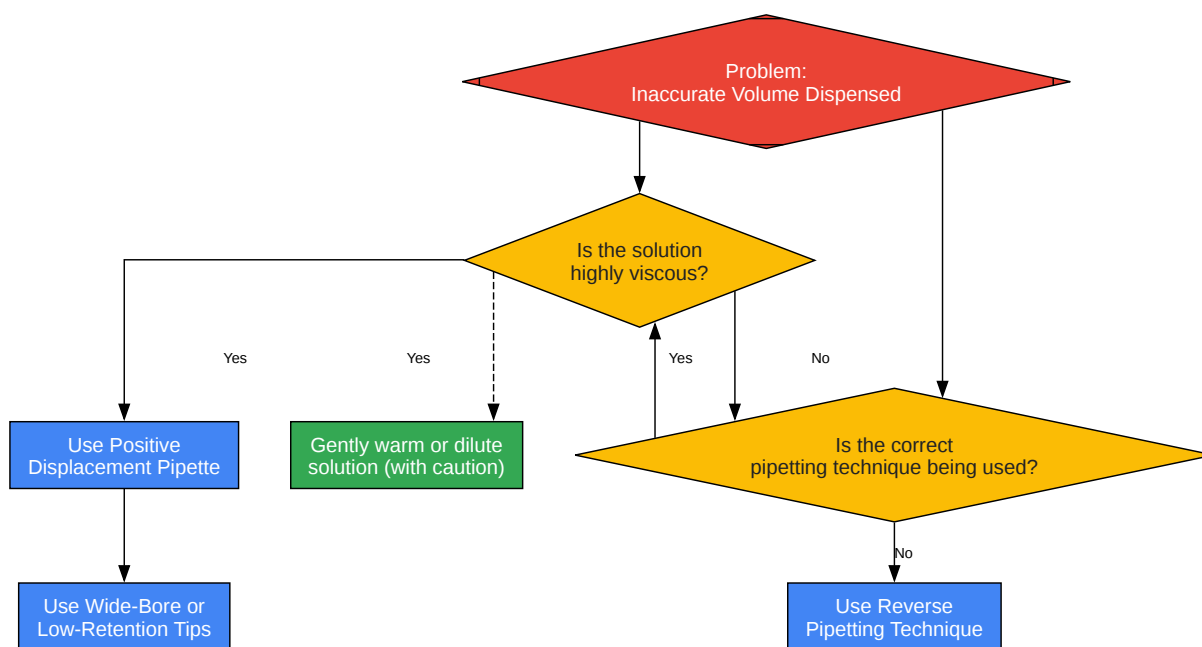 Problem:
Inaccurate Volume Dispensed
Is the solution
highly viscous?
Yes
Yes
Yes
No
Use Positive
Displacement Pipette
Gently warm or dilute
solution (with caution)
Is the correct
pipetting technique being used?
No
Use Wide-Bore or
Low-Retention Tips
Use Reverse
Pipetting Technique